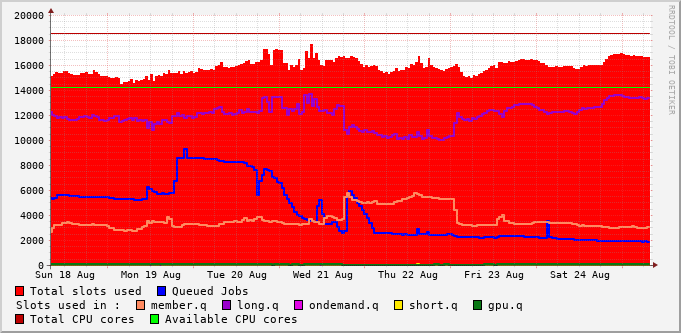 20000
18000
16000
14000
12000
10000
8000
6000
4000
2000
0
Sun 18 Aug Mon 19 Aug Tue 20 Aug Wed 21 Aug Thu 22 Aug Fri 23 Aug Sat 24 Aug
Total slots used Queued Jobs
Slots used in : member.q long.q ondemand.q short.q gpu.q
Total CPU cores Available CPU cores
RRDTOOL / TOBI OETIKER